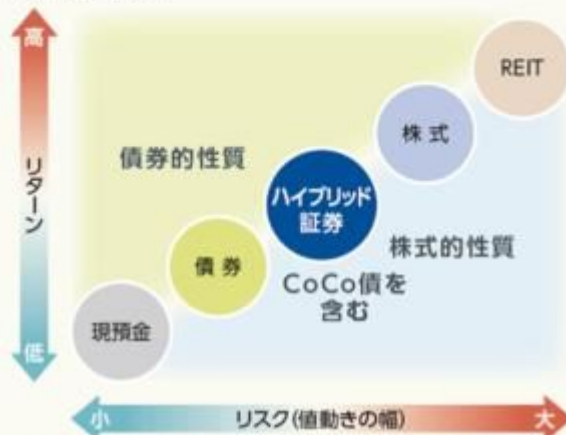 高
REIT
株式
債券的性質
リターン
ハイブリッド
証券
株式的性質
債券
CoCo債を
含む
現預金
低
小
リスク(値動きの幅)
大